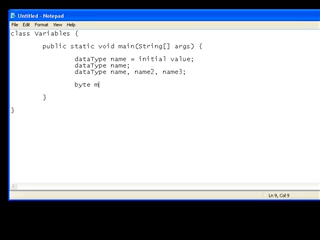 Untitled - Notepad
File Edit Format View Help
class Variables {
public static void main(String[] args) {
dataType name = initial value;
dataType name;
dataType name, name2, name3;
byte m
}
}
Ln 9, Col 9